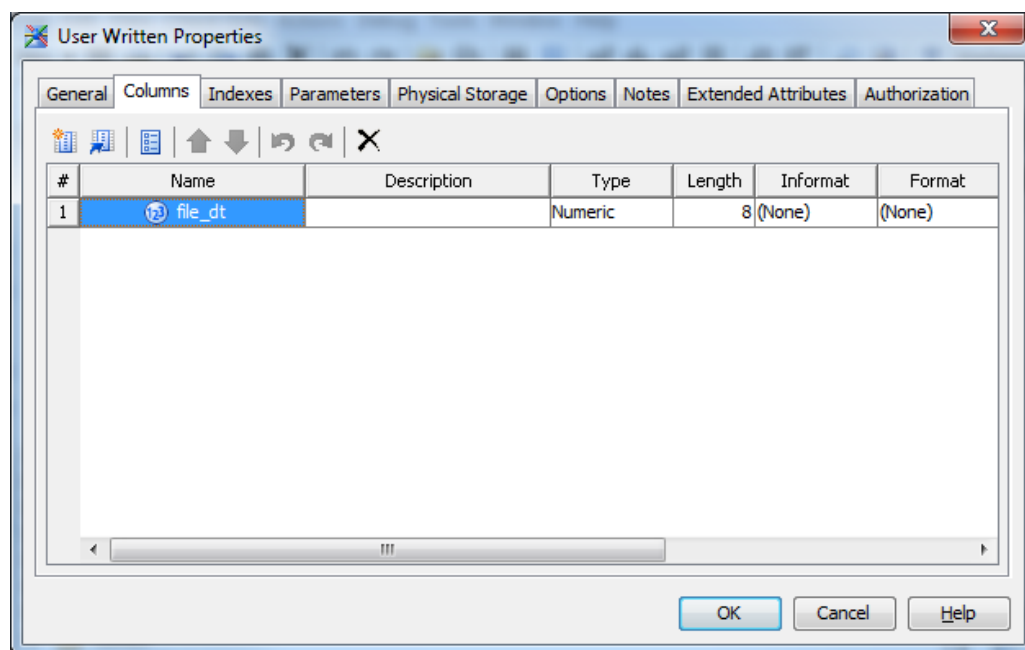 User Written Properties
General Columns Indexes Parameters Physical Storage Options Notes Extended Attributes Authorization
# Name Description Type Length Informat Format
1 file_dt Numeric 8 (None) (None)
OK Cancel Help